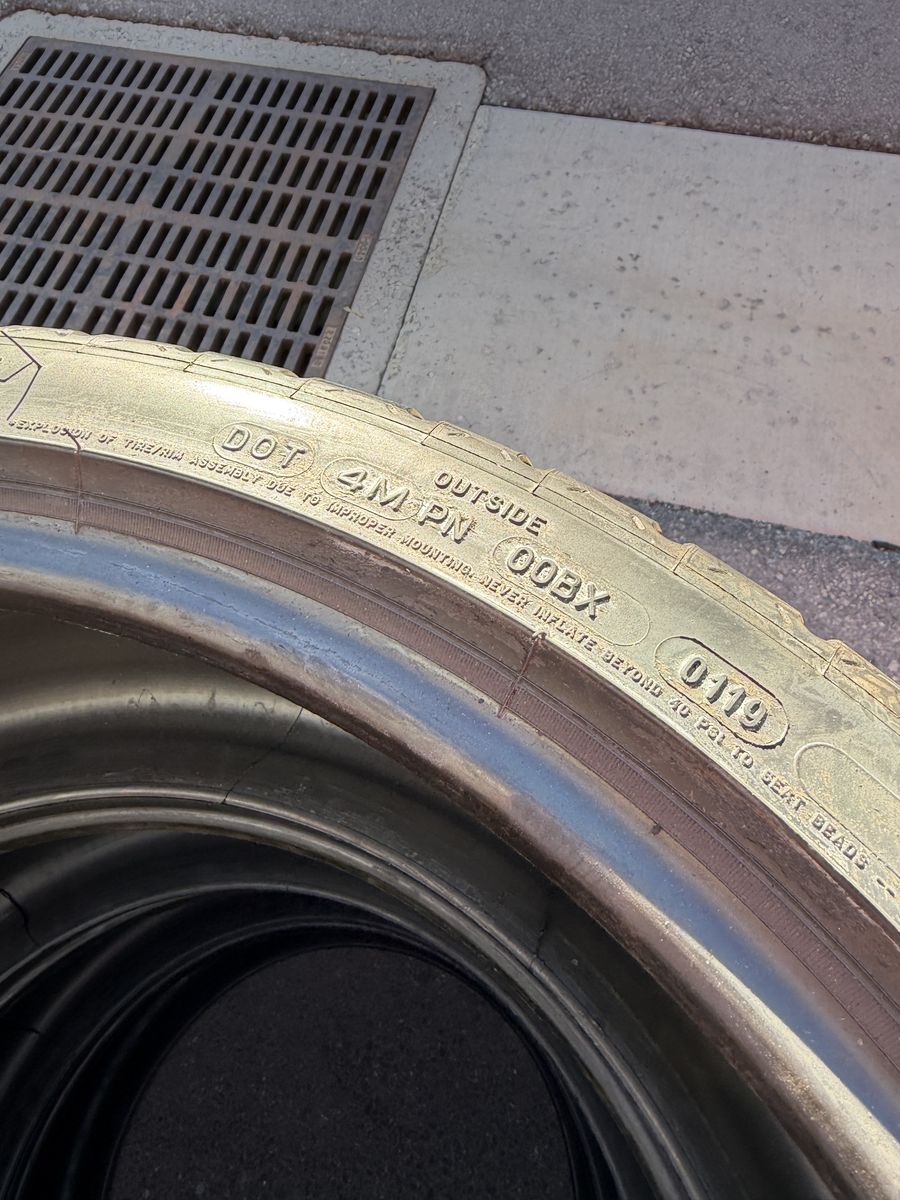 OUTSIDE
DOT 4M PN 00BX 0119
EXPLOSION OF TIRE/RIM ASSEMBLY DUE TO IMPROPER MOUNTING. NEVER INFLATE BEYOND 40 PSI TO SEAT BEADS --